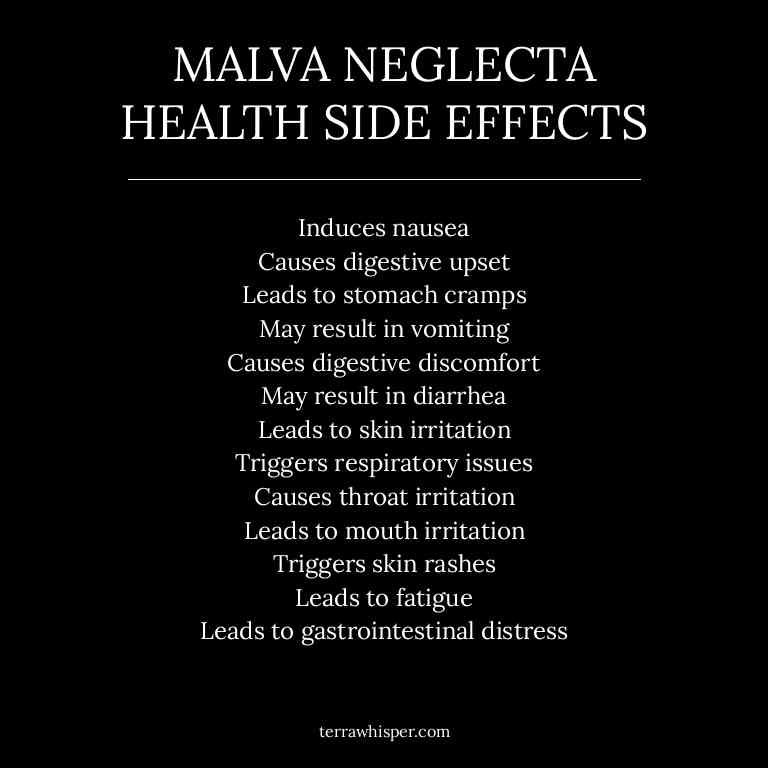 MALVA NEGLECTA
HEALTH SIDE EFFECTS
Induces nausea
Causes digestive upset
Leads to stomach cramps
May result in vomiting
Causes digestive discomfort
May result in diarrhea
Leads to skin irritation
Triggers respiratory issues
Causes throat irritation
Leads to mouth irritation
Triggers skin rashes
Leads to fatigue
Leads to gastrointestinal distress
terrawhisper.com